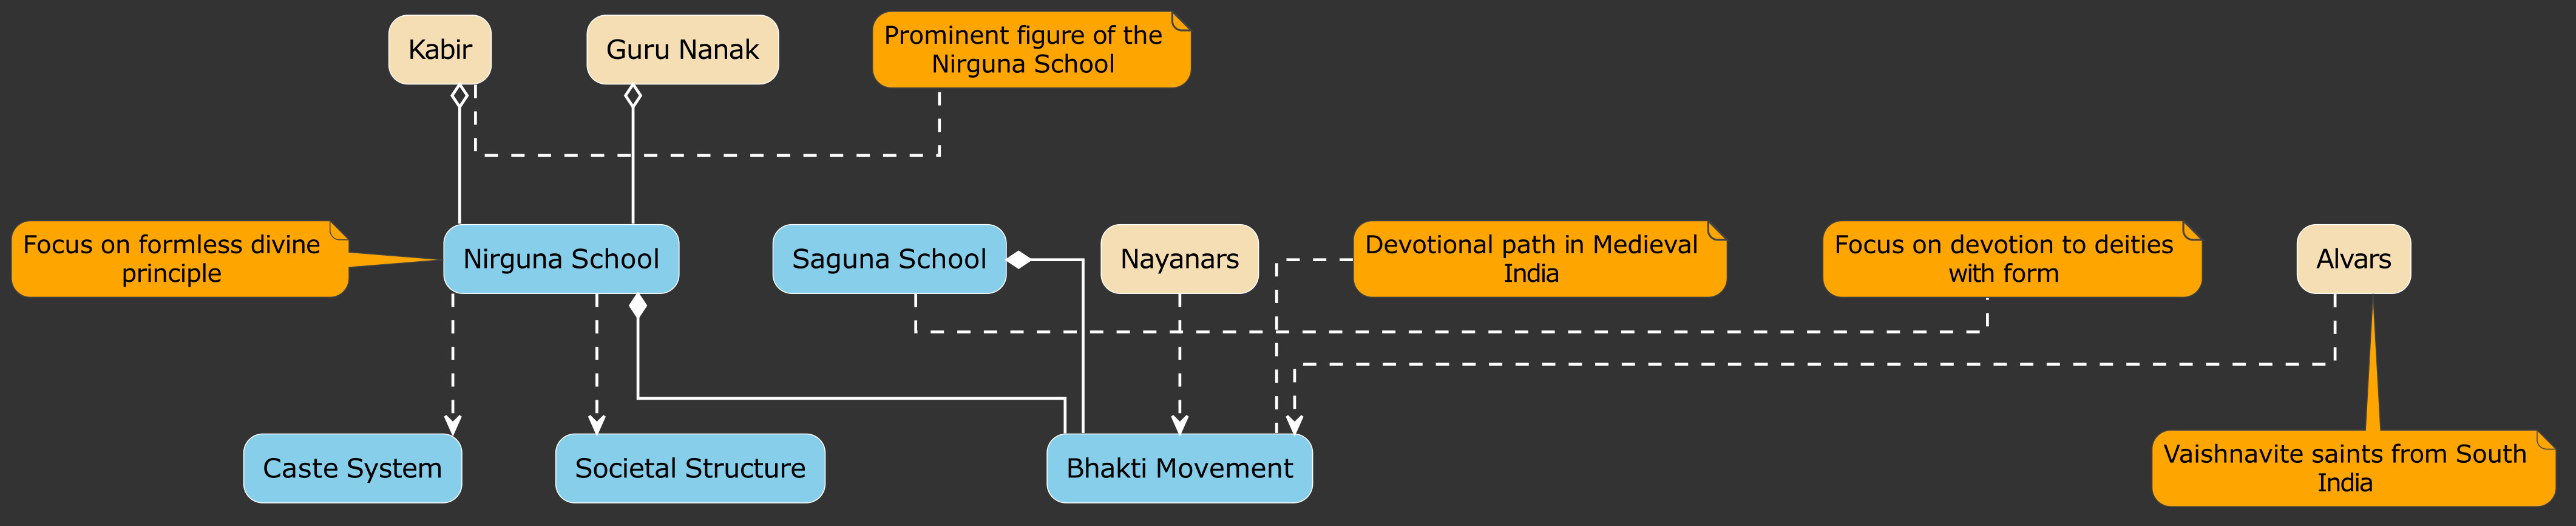 Kabir
Guru Nanak
Prominent figure of the
Nirguna School
Focus on formless divine
principle
Nirguna School
Saguna School
Nayanars
Devotional path in Medieval
India
Focus on devotion to deities
with form
Alvars
Caste System
Societal Structure
Bhakti Movement
Vaishnavite saints from South
India